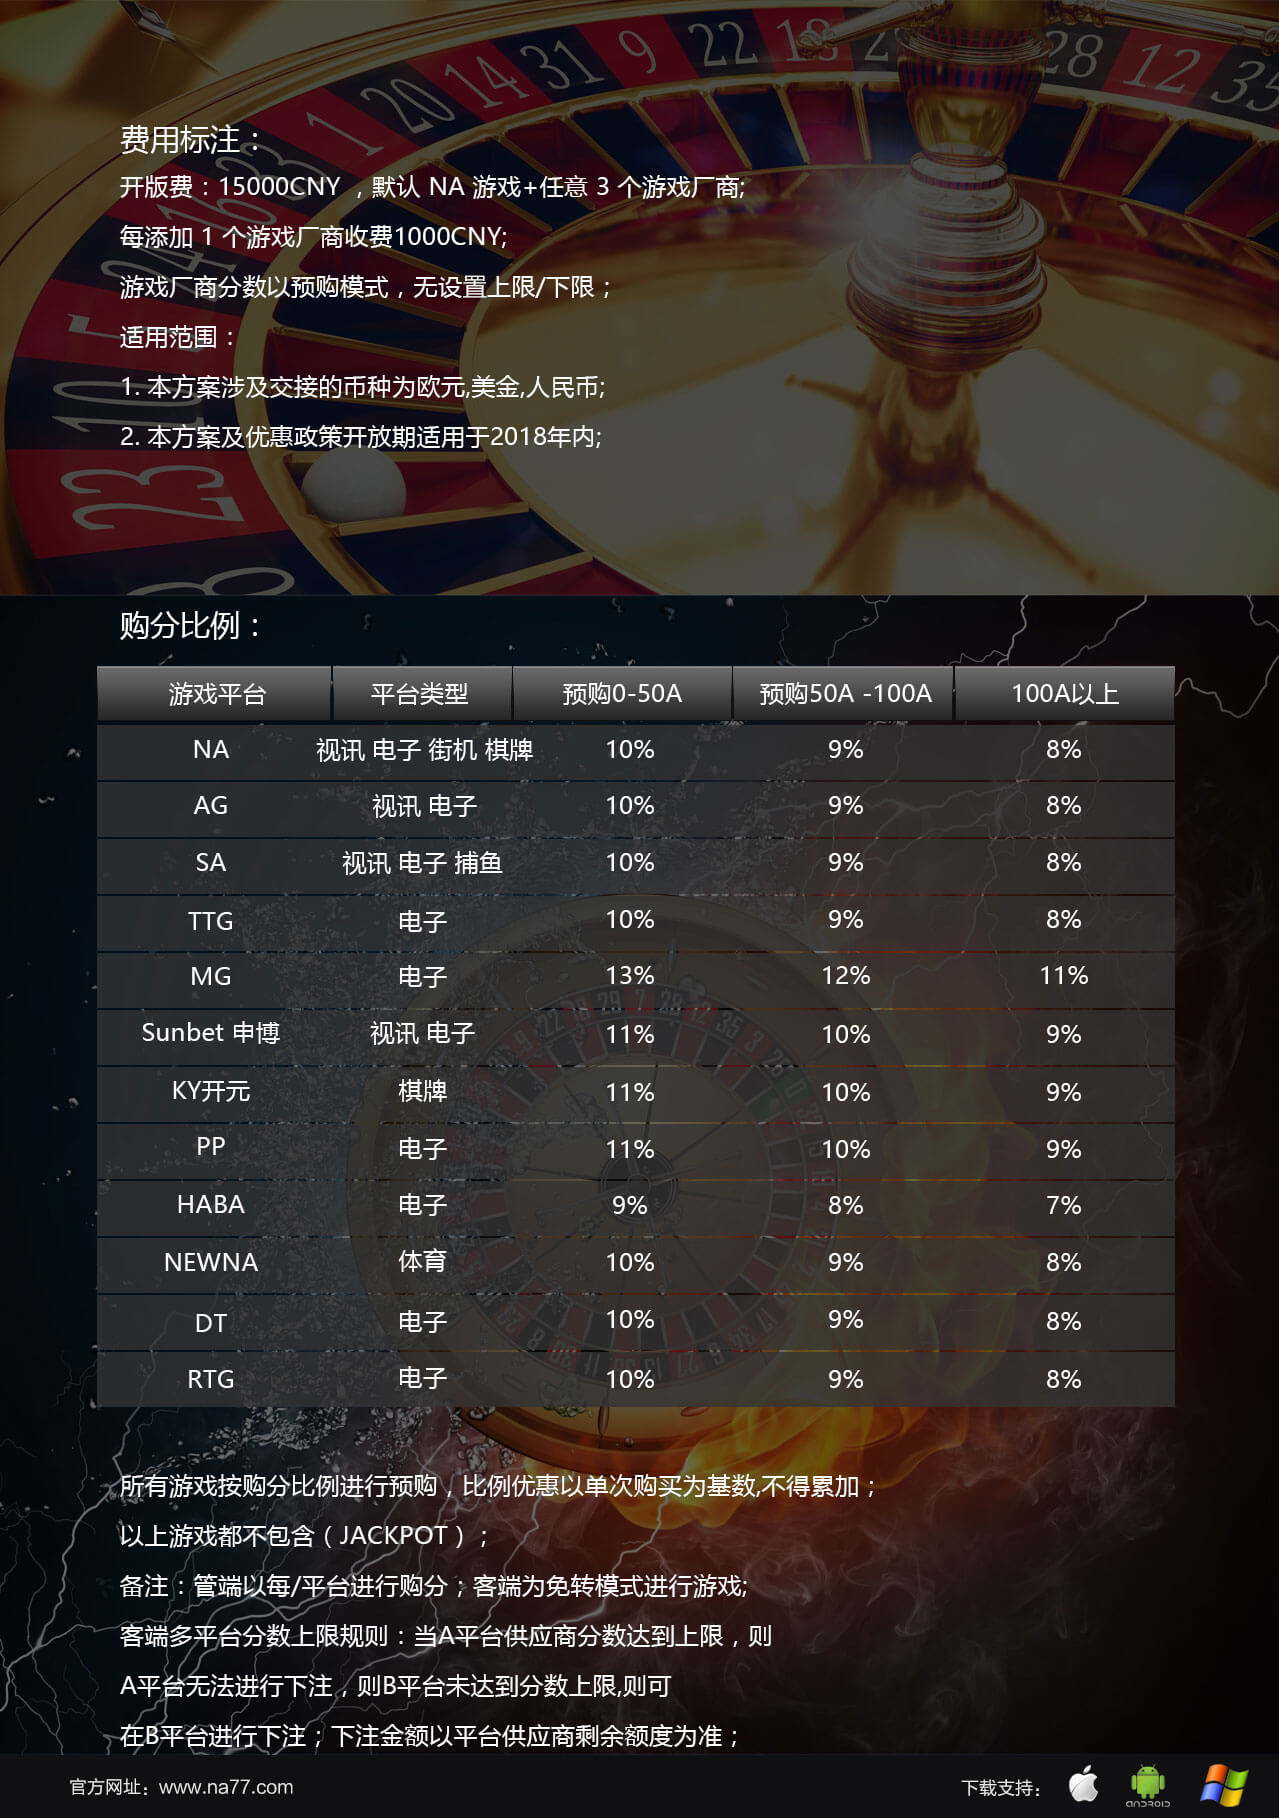 费用标注：
开版费：15000CNY ，默认 NA 游戏+任意 3 个游戏厂商;
每添加 1 个游戏厂商收费1000CNY;
游戏厂商分数以预购模式，无设置上限/下限；
适用范围：
1. 本方案涉及交接的币种为欧元,美金,人民币;
2. 本方案及优惠政策开放期适用于2018年内;
购分比例：
游戏平台 平台类型 预购0-50A 预购50A -100A 100A以上
NA 视讯 电子 街机 棋牌 10% 9% 8%
AG 视讯 电子 10% 9% 8%
SA 视讯 电子 捕鱼 10% 9% 8%
TTG 电子 10% 9% 8%
MG 电子 13% 12% 11%
Sunbet 申博 视讯 电子 11% 10% 9%
KY开元 棋牌 11% 10% 9%
PP 电子 11% 10% 9%
HABA 电子 9% 8% 7%
NEWNA 体育 10% 9% 8%
DT 电子 10% 9% 8%
RTG 电子 10% 9% 8%
所有游戏按购分比例进行预购，比例优惠以单次购买为基数,不得累加；
以上游戏都不包含（JACKPOT）；
备注：管端以每/平台进行购分；客端为免转模式进行游戏;
客端多平台分数上限规则：当A平台供应商分数达到上限，则
A平台无法进行下注，则B平台未达到分数上限,则可
在B平台进行下注；下注金额以平台供应商剩余额度为准；
官方网址：www.na77.com 下载支持：
ANDROID